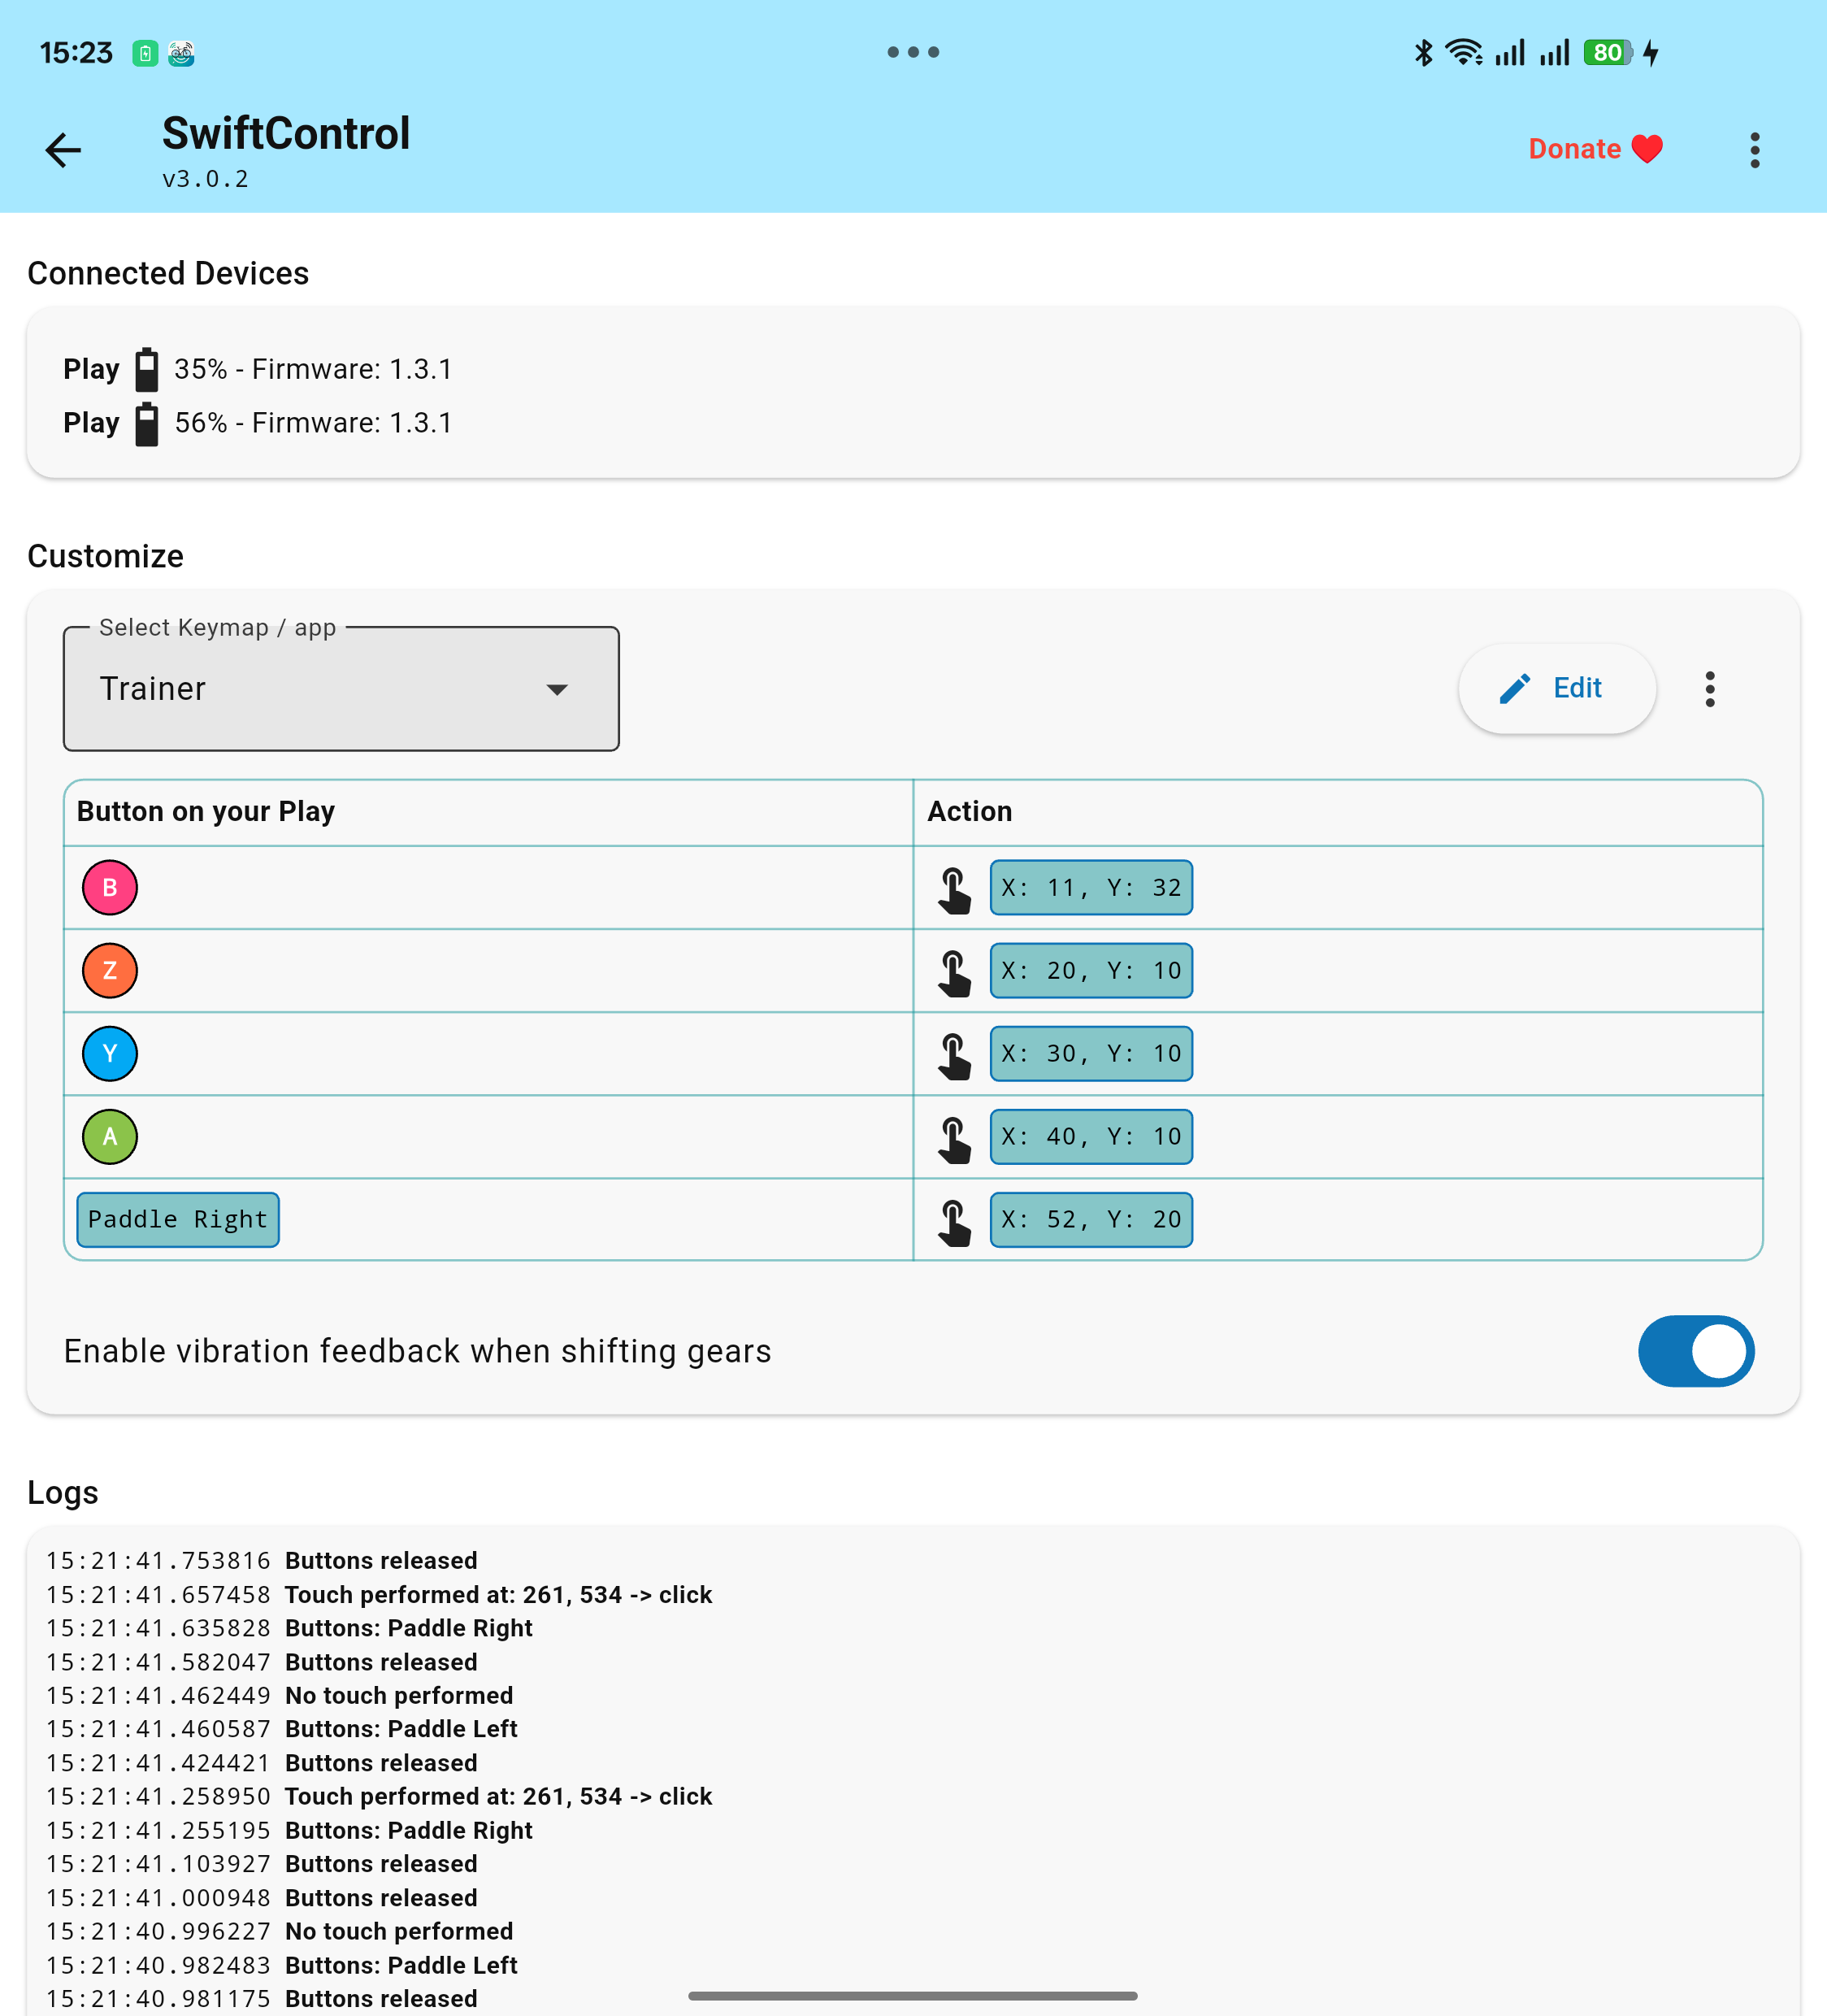 15:23
80
SwiftControl
v3.0.2
Donate
Connected Devices
Play 35% - Firmware: 1.3.1
Play 56% - Firmware: 1.3.1
Customize
Select Keymap / app
Trainer
Edit
Button on your Play Action
B X: 11, Y: 32
Z X: 20, Y: 10
Y X: 30, Y: 10
A X: 40, Y: 10
Paddle Right X: 52, Y: 20
Enable vibration feedback when shifting gears
Logs
15:21:41.753816 Buttons released
15:21:41.657458 Touch performed at: 261, 534 -> click
15:21:41.635828 Buttons: Paddle Right
15:21:41.582047 Buttons released
15:21:41.462449 No touch performed
15:21:41.460587 Buttons: Paddle Left
15:21:41.424421 Buttons released
15:21:41.258950 Touch performed at: 261, 534 -> click
15:21:41.255195 Buttons: Paddle Right
15:21:41.103927 Buttons released
15:21:41.000948 Buttons released
15:21:40.996227 No touch performed
15:21:40.982483 Buttons: Paddle Left
15:21:40.981175 Buttons released